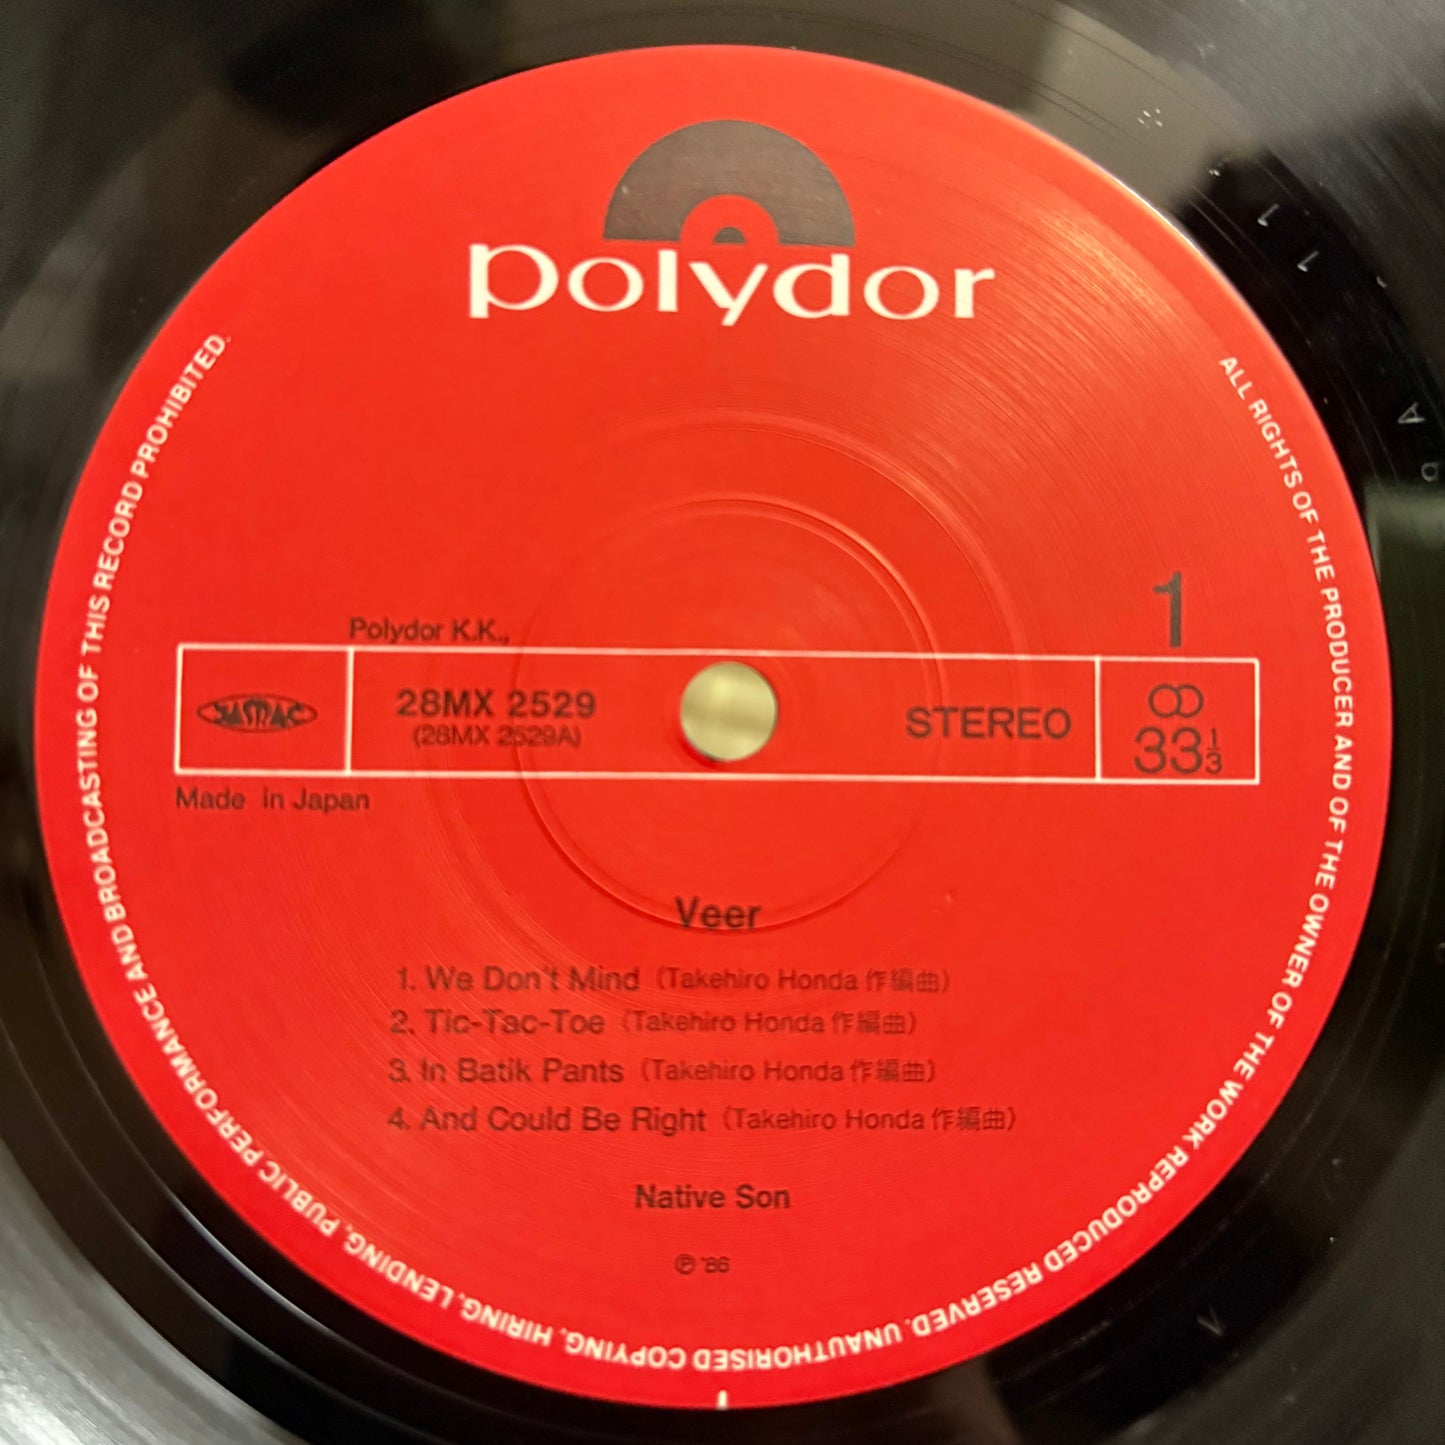 polydor
ALL RIGHTS OF THE PRODUCER AND OF THE OWNER OF THE WORK REPRODUCED RESERVED. UNAUTHORISED COPYING, HIRING, LENDING, PUBLIC PERFORMANCE AND BROADCASTING OF THIS RECORD PROHIBITED.
1
Polydor K.K.,
JASRAC
28MX 2529
(28MX 2529A)
STEREO
33 1/3
Made in Japan
Veer
1. We Don't Mind (Takehiro Honda 作編曲)
2. Tic-Tac-Toe (Takehiro Honda 作編曲)
3. In Batik Pants (Takehiro Honda 作編曲)
4. And Could Be Right (Takehiro Honda 作編曲)
Native Son
℗ '86